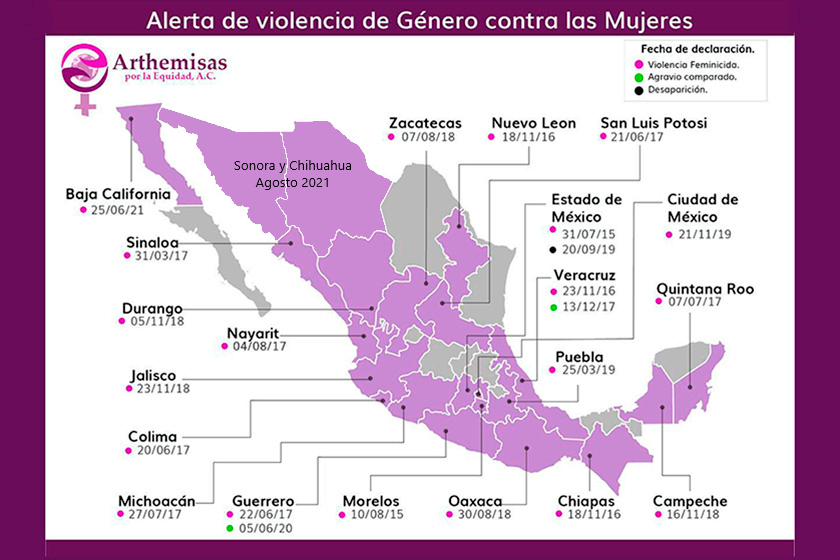 Alerta de violencia de Género contra las Mujeres
Arthemisas
por la Equidad, A.C.
Fecha de declaración.
Violencia Feminicida.
Agravio comparado.
Desaparición.
Zacatecas
07/08/18
Nuevo Leon
18/11/16
San Luis Potosi
21/06/17
Sonora y Chihuahua
Agosto 2021
Baja California
25/06/21
Estado de
México
31/07/15
20/09/19
Ciudad de
México
21/11/19
Sinaloa
31/03/17
Veracruz
23/11/16
13/12/17
Quintana Roo
07/07/17
Durango
05/11/18
Nayarit
04/08/17
Puebla
25/03/19
Jalisco
23/11/18
Colima
20/06/17
Michoacán
27/07/17
Guerrero
22/06/17
05/06/20
Morelos
10/08/15
Oaxaca
30/08/18
Chiapas
18/11/16
Campeche
16/11/18